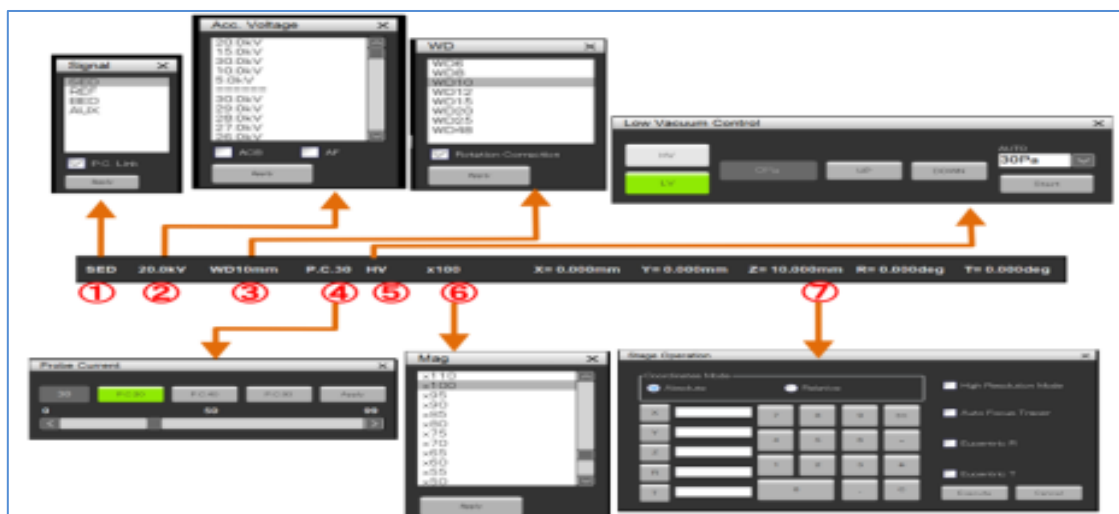 Acc. Voltage ×
20.0kV
15.0kV
30.0kV
10.0kV
5.0kV
======
30.0kV
29.0kV
28.0kV
27.0kV
26.0kV
ACB AF
Apply
Signal ×
SED
REF
BED
AUX
P.C. Link
Apply
WD ×
WD6
WD8
WD10
WD12
WD15
WD20
WD25
WD48
Rotation Correction
Apply
Low Vacuum Control ×
HV
LV
UP
DOWN
AUTO
30Pa
Start
SED 20.0kV WD10mm P.C.30 HV x100 X= 0.000mm Y= 0.000mm Z= 10.000mm R= 0.000deg T= 0.000deg
① ② ③ ④ ⑤ ⑥ ⑦
Probe Current ×
30 P.C.30 P.C.40 Apply
0 50 99
Mag ×
x110
x100
x95
x90
x85
x80
x75
x70
x65
x60
x55
x50
Apply
Stage Operation ×
Coordinate Mode
Absolute Relative
High Resolution Mode
Auto Focus Tracer
Eucentric R
Eucentric T
X 7 8 9
Y 4 5 6 -
Z 1 2 3
R 0 .
T
Execute Cancel